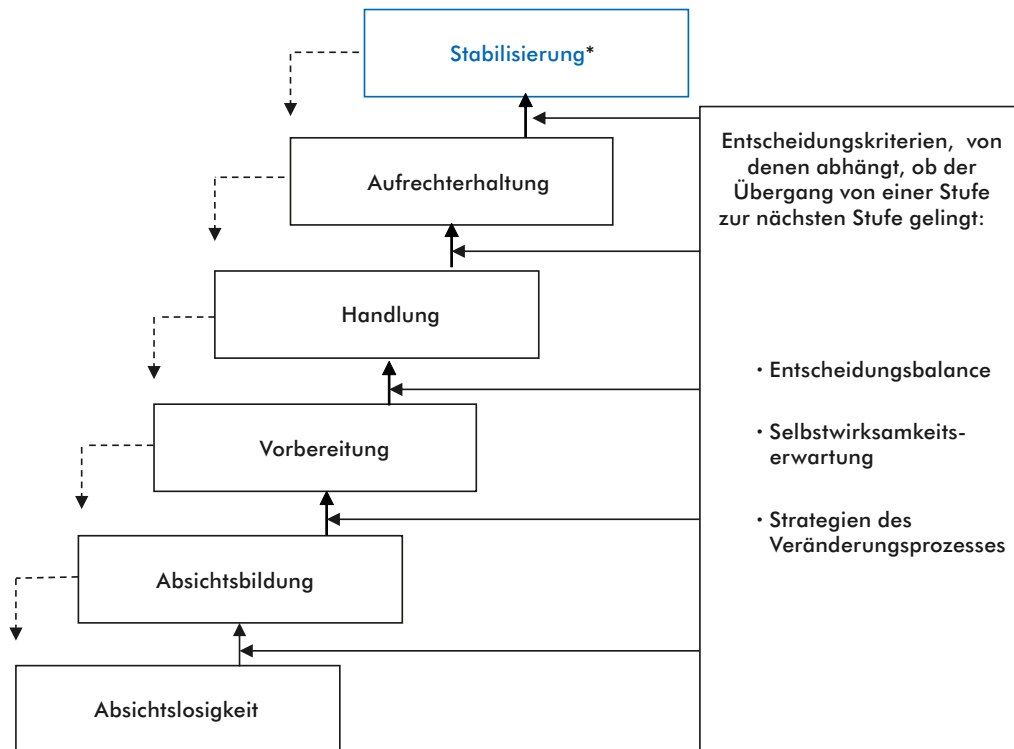 Stabilisierung*
Aufrechterhaltung
Handlung
Vorbereitung
Absichtsbildung
Absichtslosigkeit
Entscheidungskriterien, von
denen abhängt, ob der
Übergang von einer Stufe
zur nächsten Stufe gelingt:
· Entscheidungsbalance
· Selbstwirksamkeits-
erwartung
· Strategien des
Veränderungsprozesses